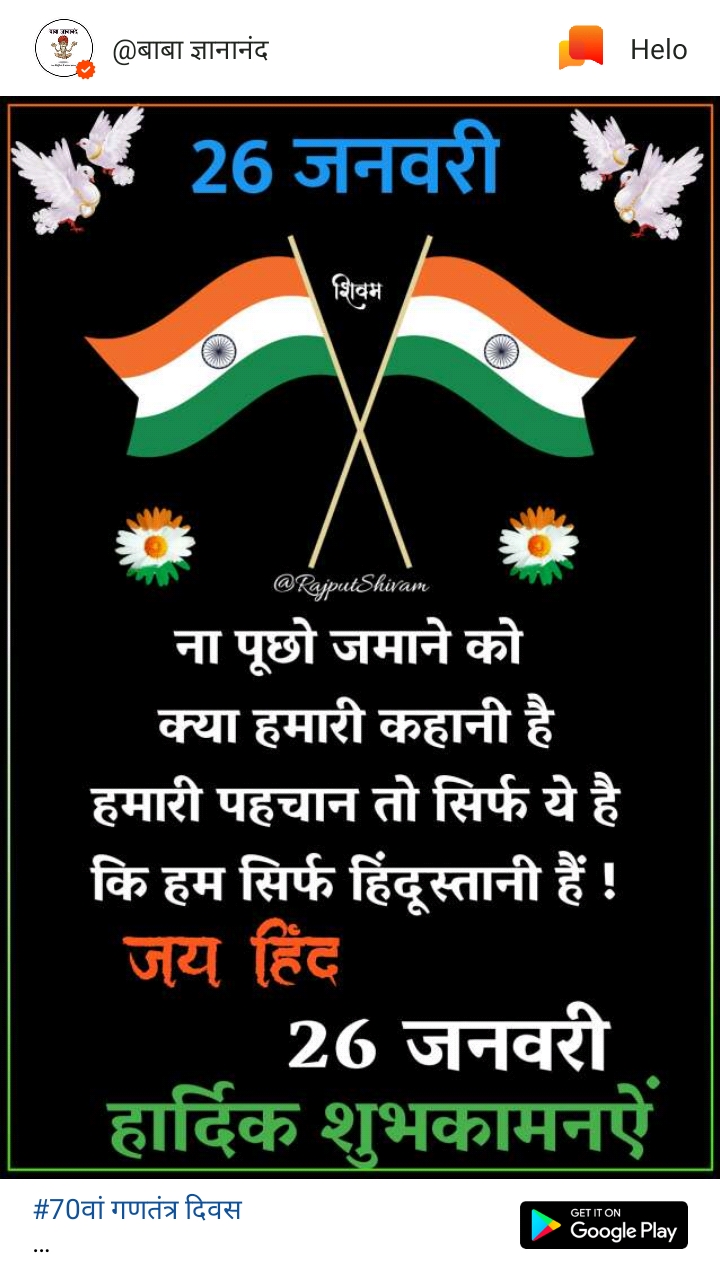 @बाबा ज्ञानानंद
Helo
26 जनवरी
शिवम
@RajputShivam
ना पूछो जमाने को
क्या हमारी कहानी है
हमारी पहचान तो सिर्फ ये है
कि हम सिर्फ हिंदूस्तानी हैं !
जय हिंद
26 जनवरी
हार्दिक शुभकामनऐं
#70वां गणतंत्र दिवस
...
GET IT ON
Google Play